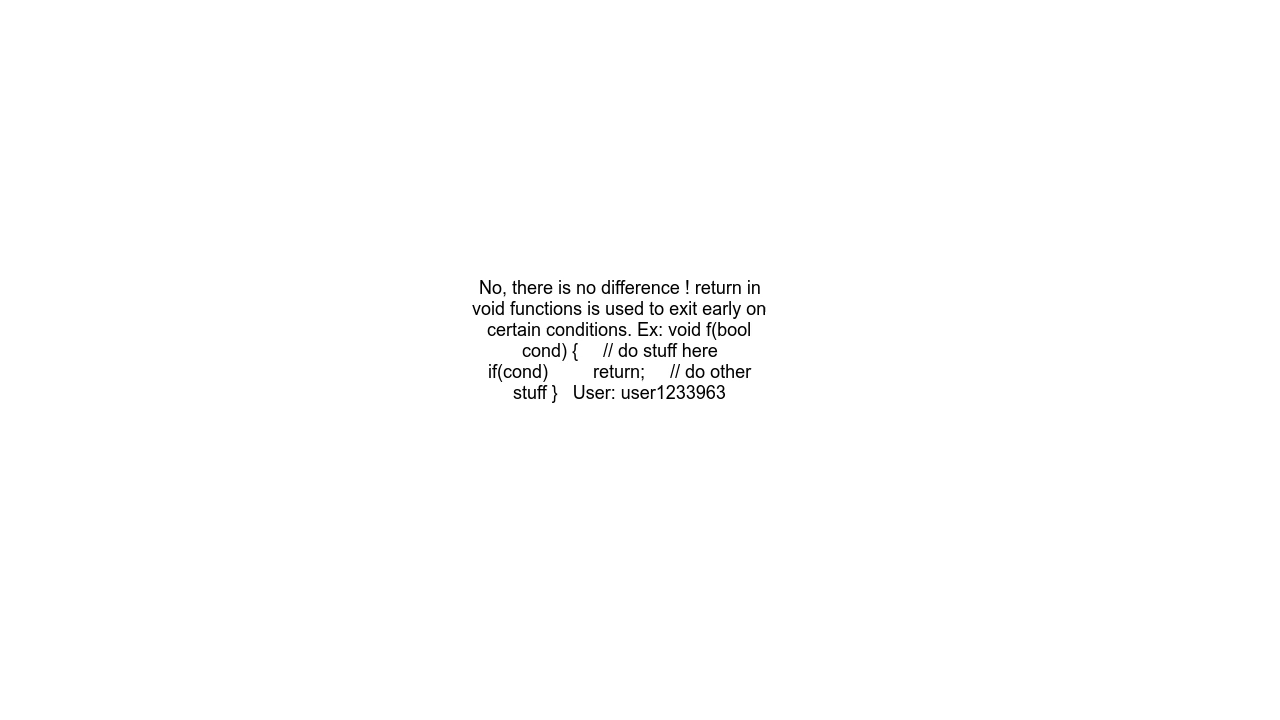 No, there is no difference ! return in
void functions is used to exit early on
certain conditions. Ex: void f(bool
cond) {     // do stuff here
if(cond)         return;     // do other
stuff }   User: user1233963